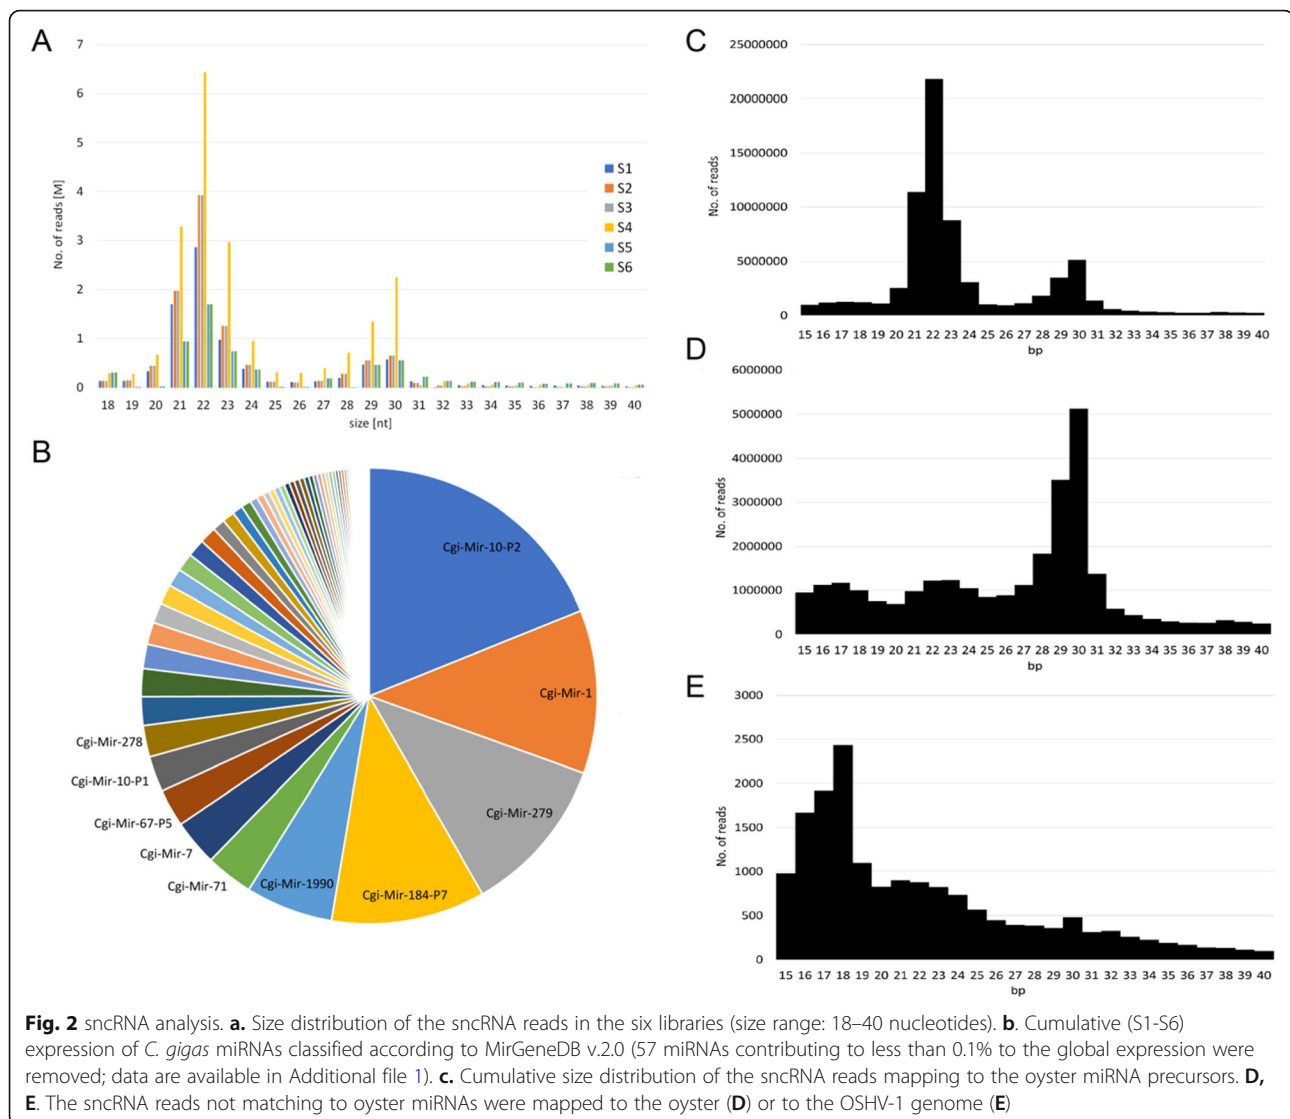 A
7
6
5
4
3
2
1
0
No. of reads [M]
18 19 20 21 22 23 24 25 26 27 28 29 30 31 32 33 34 35 36 37 38 39 40
size [nt]
S1
S2
S3
S4
S5
S6
B
Cgi-Mir-10-P2
Cgi-Mir-1
Cgi-Mir-279
Cgi-Mir-184-P7
Cgi-Mir-1990
Cgi-Mir-71
Cgi-Mir-7
Cgi-Mir-67-P5
Cgi-Mir-10-P1
Cgi-Mir-278
C
25000000
20000000
15000000
10000000
5000000
0
No. of reads
15 16 17 18 19 20 21 22 23 24 25 26 27 28 29 30 31 32 33 34 35 36 37 38 39 40
bp
D
6000000
5000000
4000000
3000000
2000000
1000000
0
No. of reads
15 16 17 18 19 20 21 22 23 24 25 26 27 28 29 30 31 32 33 34 35 36 37 38 39 40
bp
E
3000
2500
2000
1500
1000
500
0
No. of reads
15 16 17 18 19 20 21 22 23 24 25 26 27 28 29 30 31 32 33 34 35 36 37 38 39 40
bp
Fig. 2 sncRNA analysis. a. Size distribution of the sncRNA reads in the six libraries (size range: 18–40 nucleotides). b. Cumulative (S1-S6)
expression of C. gigas miRNAs classified according to MirGeneDB v.2.0 (57 miRNAs contributing to less than 0.1% to the global expression were
removed; data are available in Additional file 1). c. Cumulative size distribution of the sncRNA reads mapping to the oyster miRNA precursors. D,
E. The sncRNA reads not matching to oyster miRNAs were mapped to the oyster (D) or to the OSHV-1 genome (E)